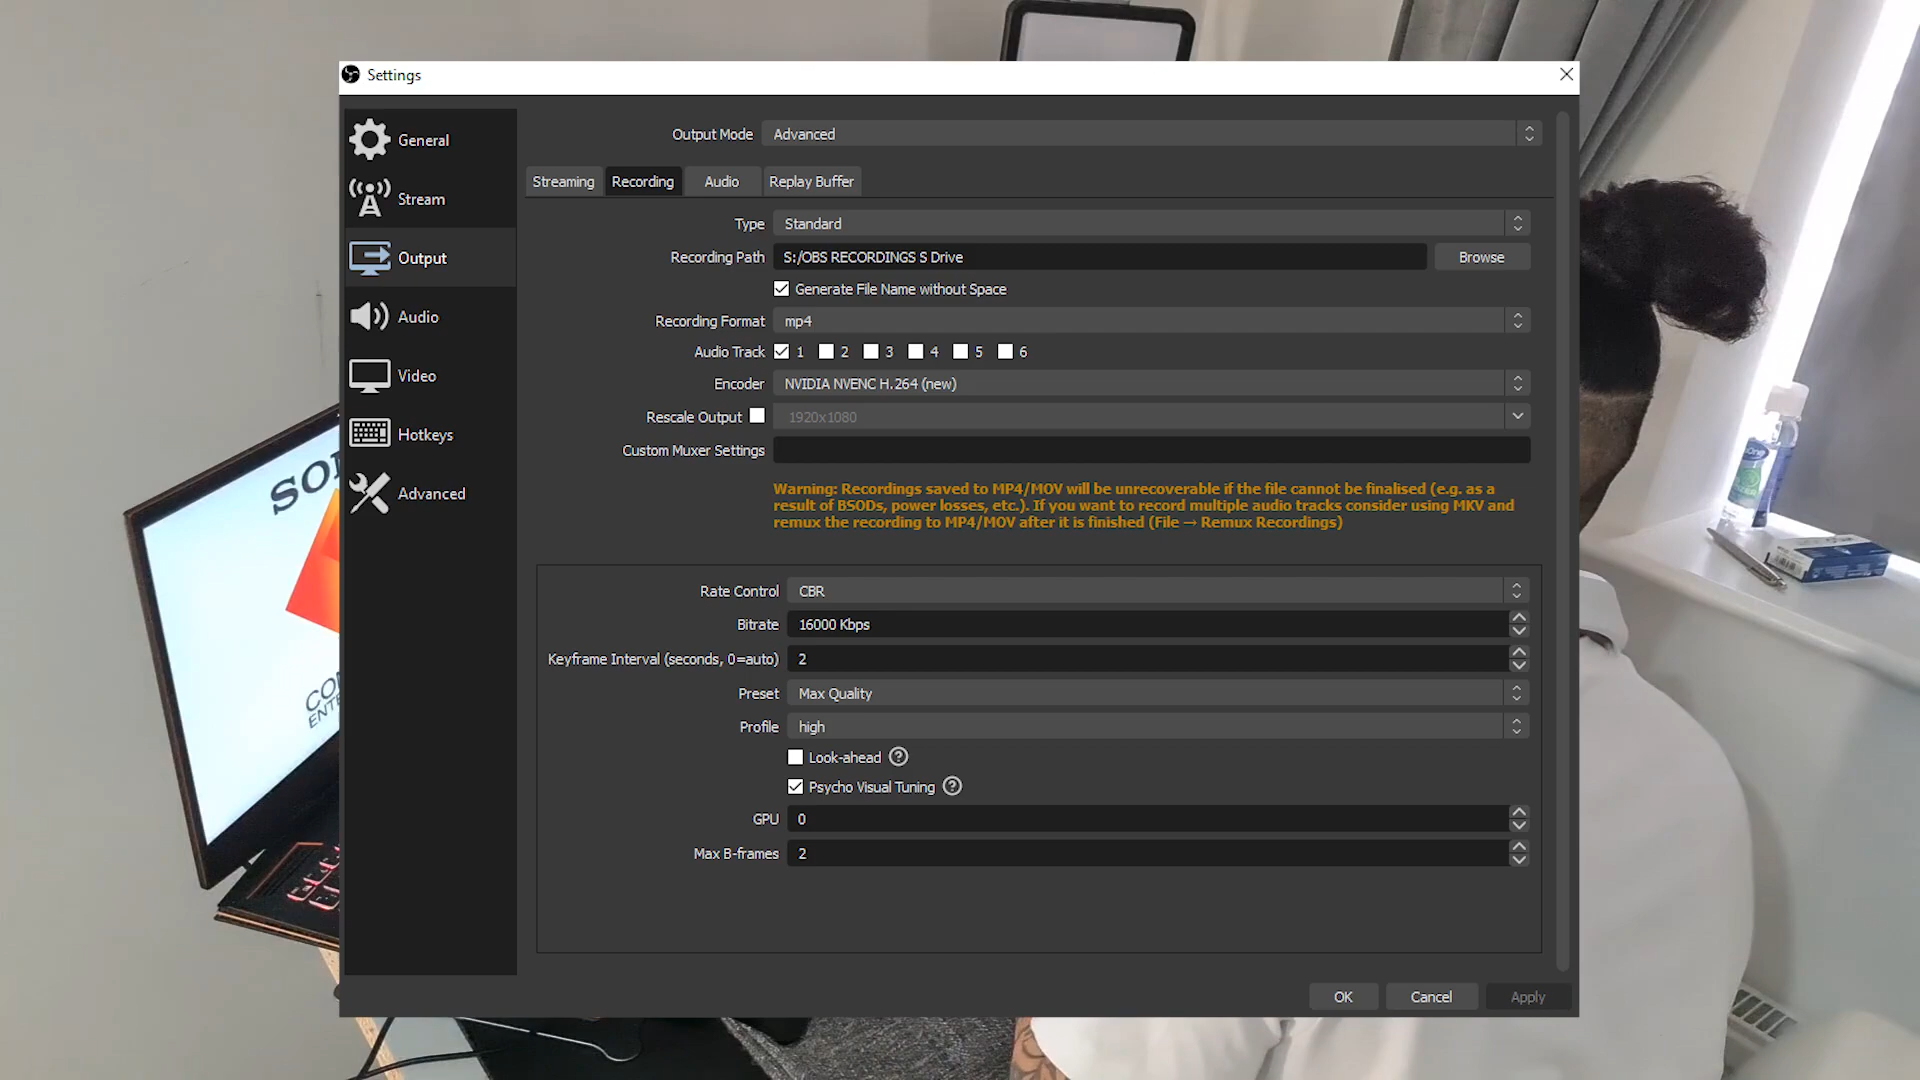 Settings
General
Stream
Output
Audio
Video
Hotkeys
Advanced
Output Mode Advanced
Streaming Recording Audio Replay Buffer
Type Standard
Recording Path S:/OBS RECORDINGS S Drive Browse
Generate File Name without Space
Recording Format mp4
Audio Track 1 2 3 4 5 6
Encoder NVIDIA NVENC H.264 (new)
Rescale Output 1920x1080
Custom Muxer Settings
Warning: Recordings saved to MP4/MOV will be unrecoverable if the file cannot be finalised (e.g. as a
result of BSODs, power losses, etc.). If you want to record multiple audio tracks consider using MKV and
remux the recording to MP4/MOV after it is finished (File → Remux Recordings)
Rate Control CBR
Bitrate 16000 Kbps
Keyframe Interval (seconds, 0=auto) 2
Preset Max Quality
Profile high
Look-ahead ?
Psycho Visual Tuning ?
GPU 0
Max B-frames 2
OK Cancel Apply
SO
CO
ENTE